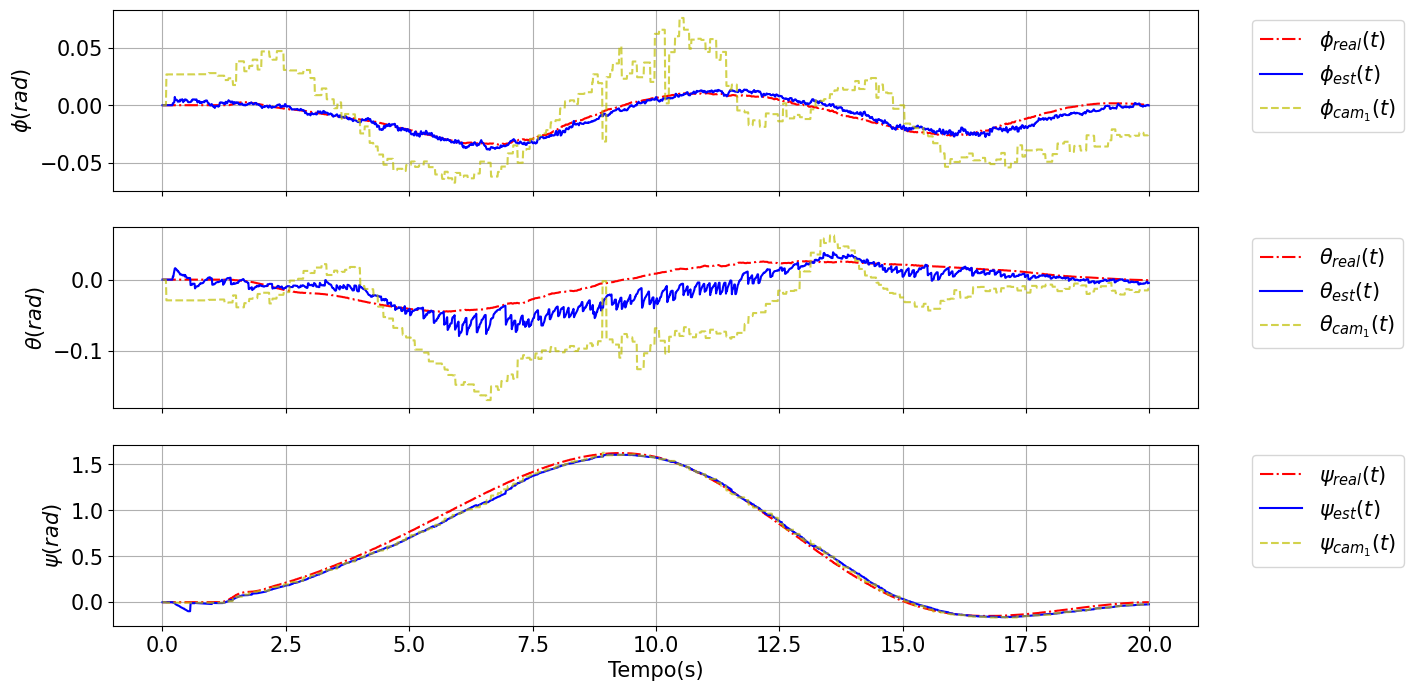 0.05
0.00
−0.05
ϕ(rad)
ϕreal(t)
ϕest(t)
ϕcam1(t)
0.0
−0.1
θ(rad)
θreal(t)
θest(t)
θcam1(t)
1.5
1.0
0.5
0.0
ψ(rad)
ψreal(t)
ψest(t)
ψcam1(t)
0.0 2.5 5.0 7.5 10.0 12.5 15.0 17.5 20.0
Tempo(s)